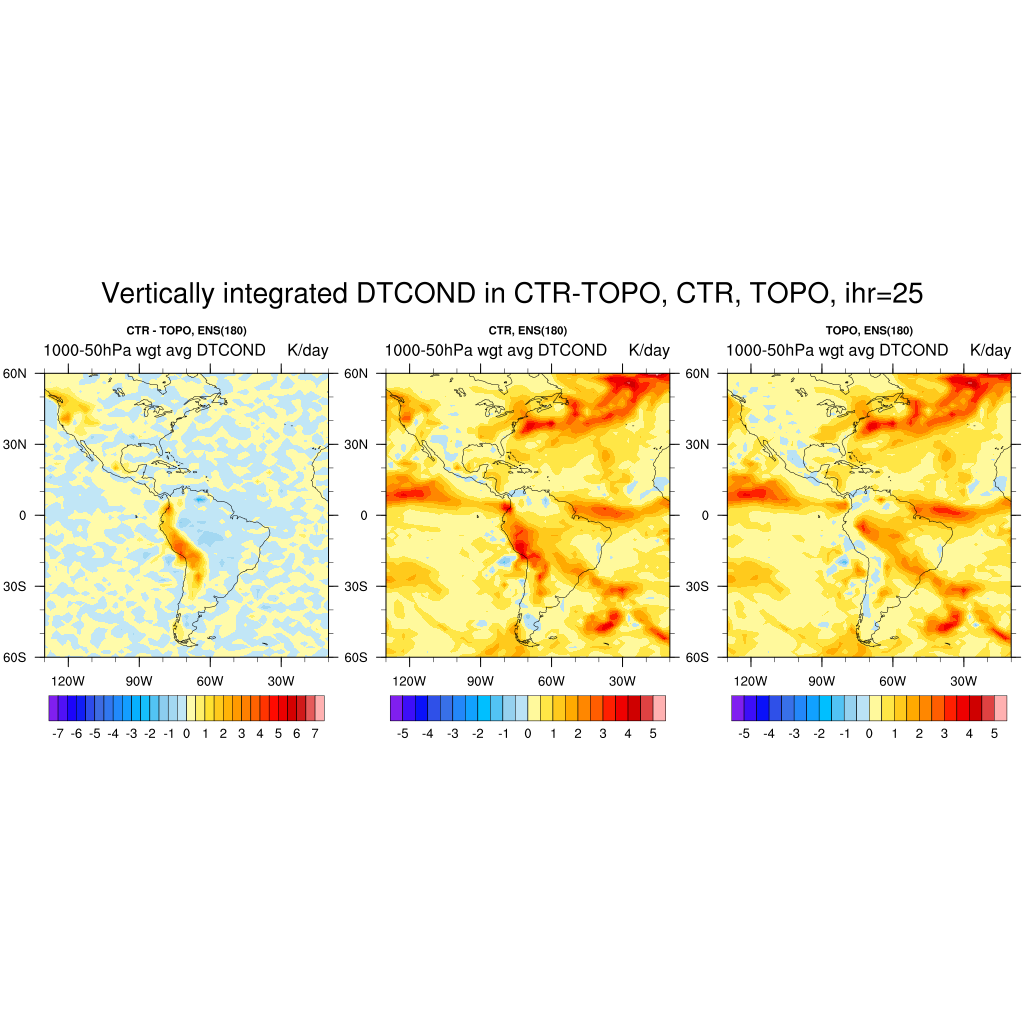 Vertically integrated DTCOND in CTR-TOPO, CTR, TOPO, ihr=25
CTR - TOPO, ENS(180)
1000-50hPa wgt avg DTCOND K/day
60N
30N
0
30S
60S
120W 90W 60W 30W
-7 -6 -5 -4 -3 -2 -1 0 1 2 3 4 5 6 7
CTR, ENS(180)
1000-50hPa wgt avg DTCOND K/day
60N
30N
0
30S
60S
120W 90W 60W 30W
-5 -4 -3 -2 -1 0 1 2 3 4 5
TOPO, ENS(180)
1000-50hPa wgt avg DTCOND K/day
60N
30N
0
30S
60S
120W 90W 60W 30W
-5 -4 -3 -2 -1 0 1 2 3 4 5